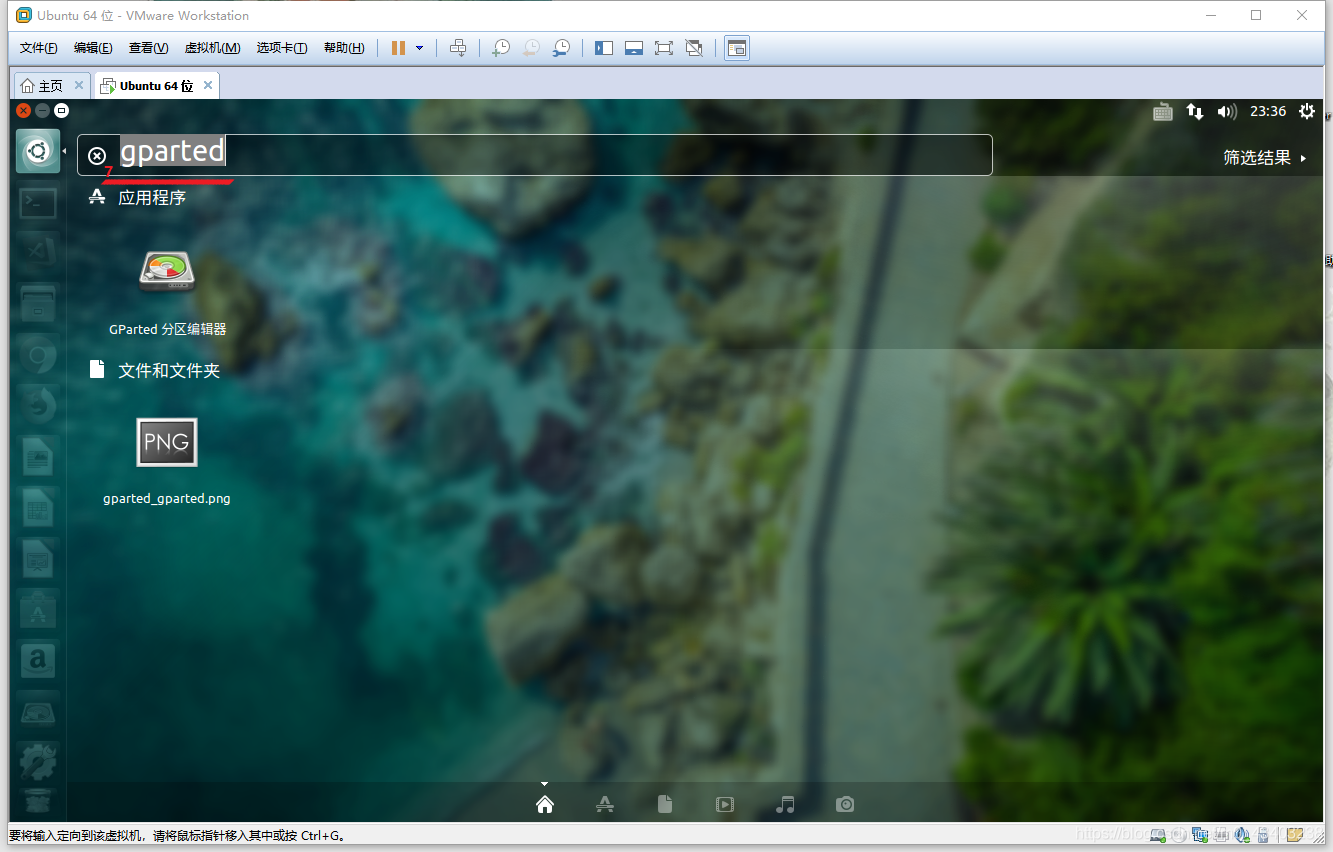 Ubuntu 64 位 - VMware Workstation
文件(F) 编辑(E) 查看(V) 虚拟机(M) 选项卡(T) 帮助(H)
主页 Ubuntu 64 位
23:36
gparted
筛选结果
7
应用程序
GParted 分区编辑器
文件和文件夹
PNG
gparted_gparted.png
要将输入定向到该虚拟机，请将鼠标指针移入其中或按 Ctrl+G。